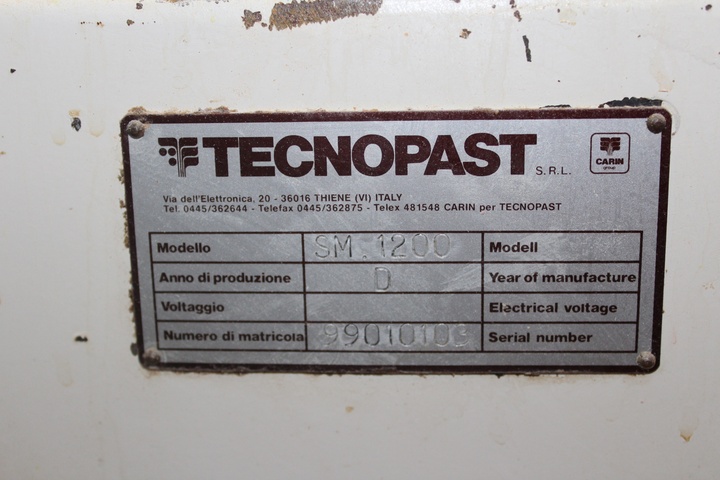 TECNOPAST S.R.L.
CARIN
group
Via dell'Elettronica, 20 - 36016 THIENE (VI) ITALY
Tel. 0445/362644 - Telefax 0445/362875 - Telex 481548 CARIN per TECNOPAST
Modello SM.1200 Modell
Anno di produzione D Year of manufacture
Voltaggio Electrical voltage
Numero di matricola Serial number